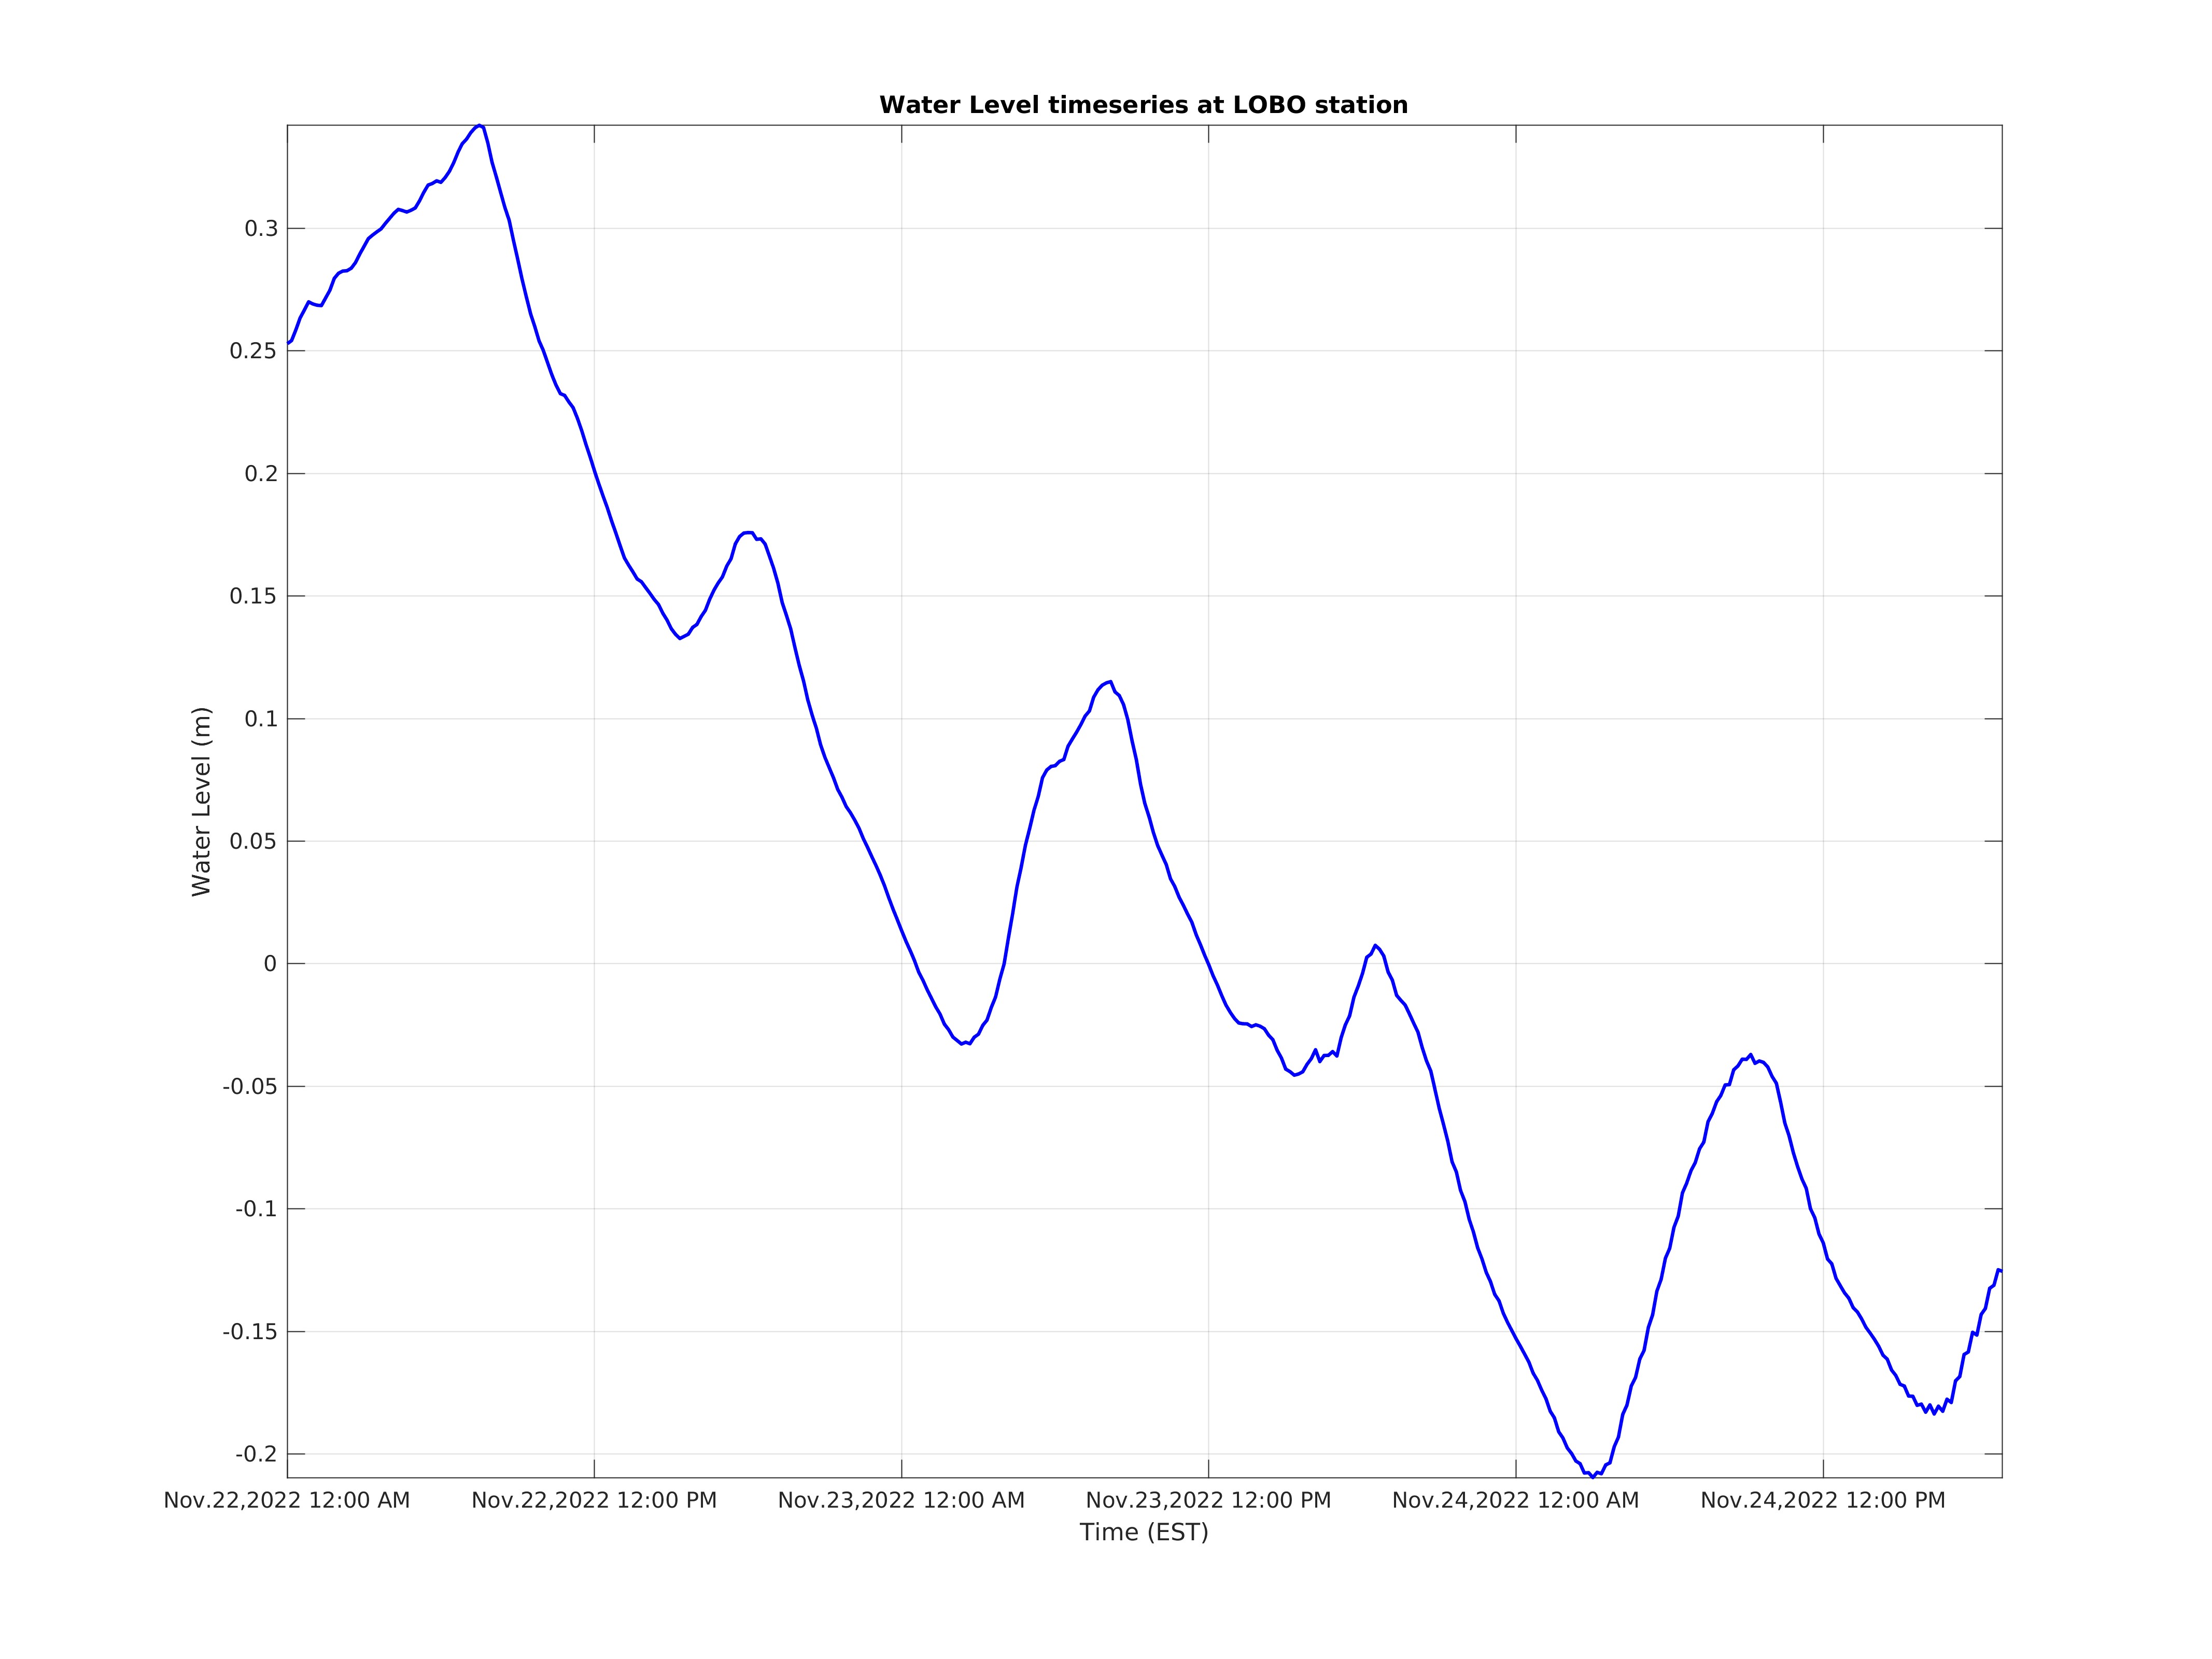 Water Level timeseries at LOBO station
0.3
0.25
0.2
0.15
0.1
0.05
0
-0.05
-0.1
-0.15
-0.2
Water Level (m)
Nov.22,2022 12:00 AM
Nov.22,2022 12:00 PM
Nov.23,2022 12:00 AM
Nov.23,2022 12:00 PM
Nov.24,2022 12:00 AM
Nov.24,2022 12:00 PM
Time (EST)